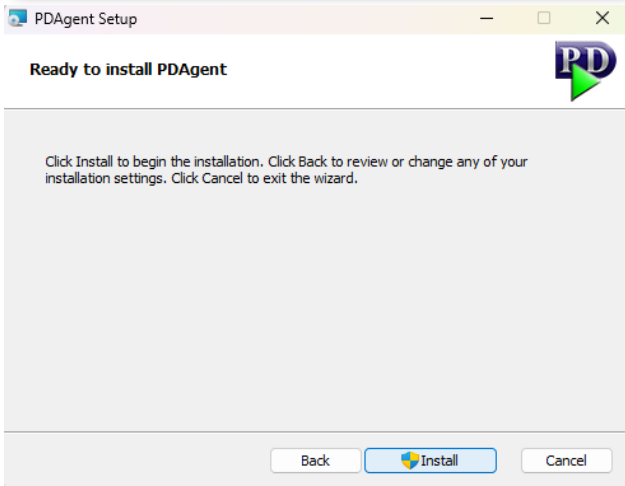 PDAgent Setup
Ready to install PDAgent
PD
Click Install to begin the installation. Click Back to review or change any of your
installation settings. Click Cancel to exit the wizard.
Back
Install
Cancel